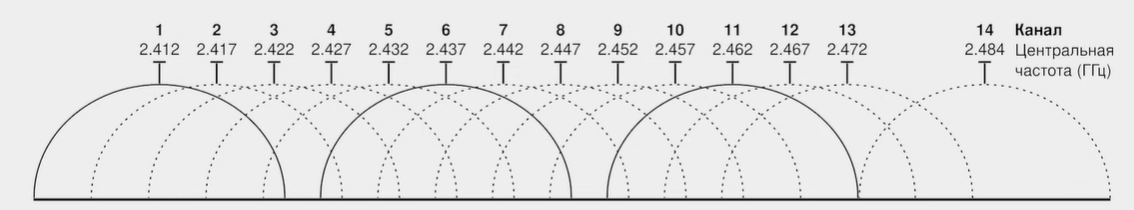 1 2 3 4 5 6 7 8 9 10 11 12 13 14 Канал
2.412 2.417 2.422 2.427 2.432 2.437 2.442 2.447 2.452 2.457 2.462 2.467 2.472 2.484 Центральная
частота (ГГц)